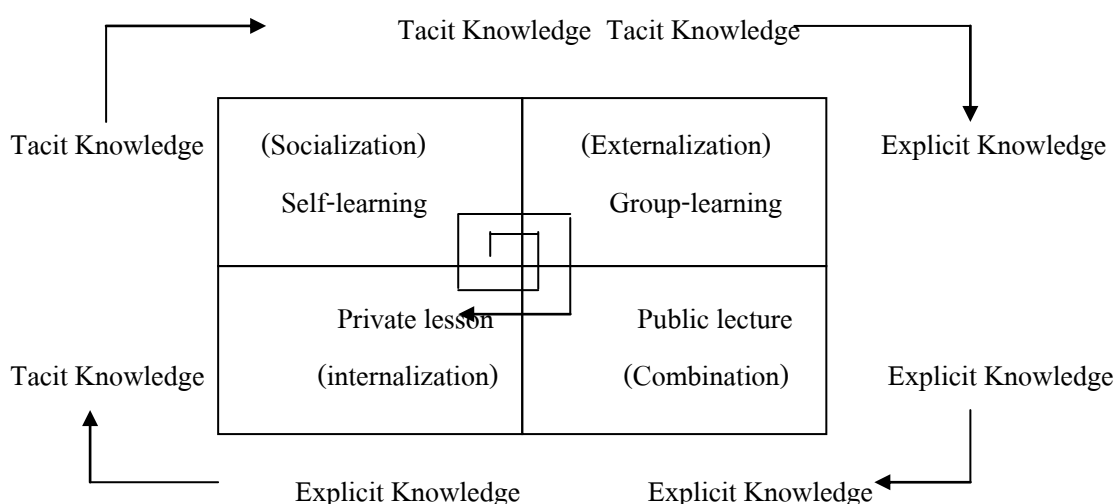 Tacit Knowledge Tacit Knowledge
Tacit Knowledge (Socialization) (Externalization) Explicit Knowledge
Self-learning Group-learning
Private lesson Public lecture
Tacit Knowledge (internalization) (Combination) Explicit Knowledge
Explicit Knowledge Explicit Knowledge